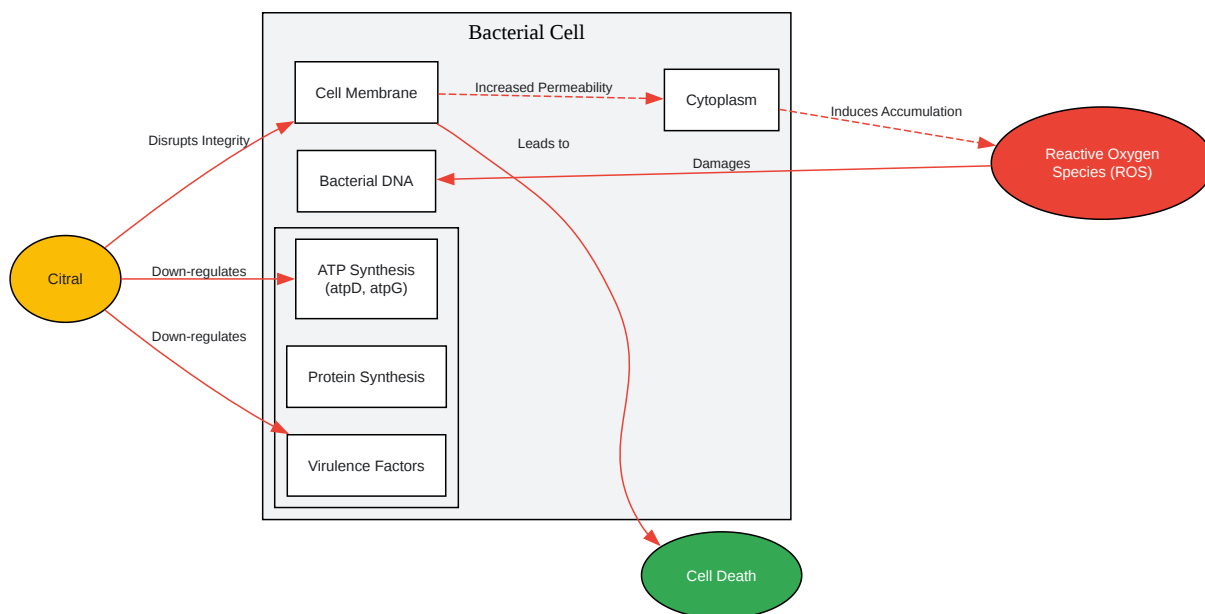 Bacterial Cell
Cell Membrane
Increased Permeability
Cytoplasm
Induces Accumulation
Disrupts Integrity
Leads to
Reactive Oxygen
Species (ROS)
Damages
Bacterial DNA
Citral
Down-regulates
ATP Synthesis
(atpD, atpG)
Down-regulates
Protein Synthesis
Virulence Factors
Cell Death